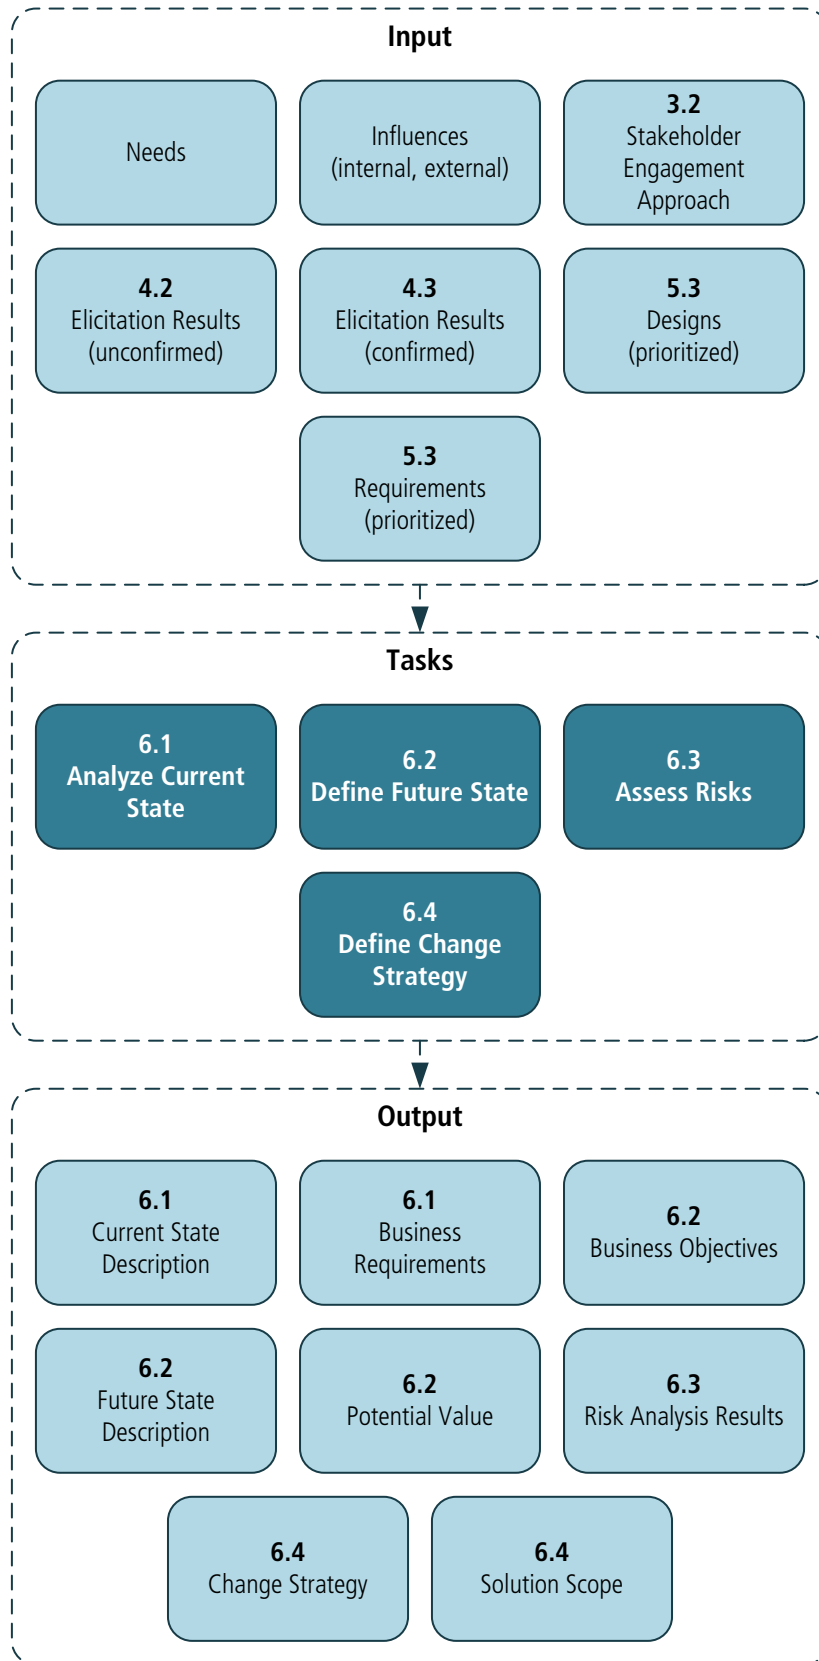 Input
Needs
Influences
(internal, external)
3.2
Stakeholder
Engagement
Approach
4.2
Elicitation Results
(unconfirmed)
4.3
Elicitation Results
(confirmed)
5.3
Designs
(prioritized)
5.3
Requirements
(prioritized)
Tasks
6.1
Analyze Current
State
6.2
Define Future State
6.3
Assess Risks
6.4
Define Change
Strategy
Output
6.1
Current State
Description
6.1
Business
Requirements
6.2
Business Objectives
6.2
Future State
Description
6.2
Potential Value
6.3
Risk Analysis Results
6.4
Change Strategy
6.4
Solution Scope